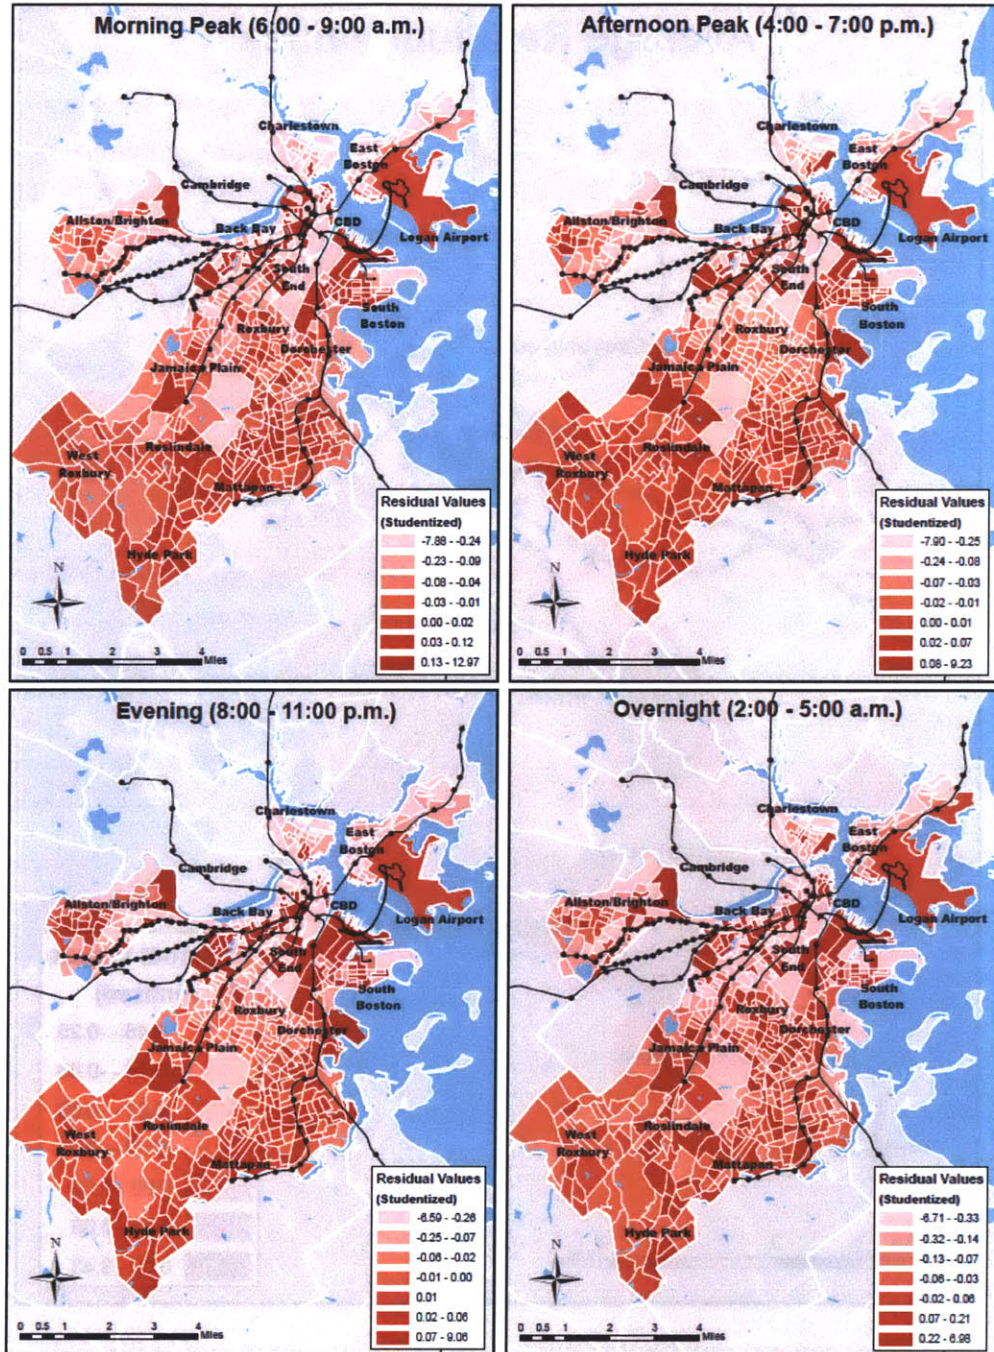 Morning Peak (6:00 - 9:00 a.m.)
Charlestown
East
Boston
Cambridge
Allston/Brighton
Back Bay
CBD
Logan Airport
South
End
South
Boston
Roxbury
Dorchester
Jamaica Plain
Roslindale
West
Roxbury
Mattapan
Hyde Park
N
0 0.5 1 2 3 4
Miles
Residual Values
(Studentized)
-7.88 - -0.24
-0.23 - -0.09
-0.08 - -0.04
-0.03 - -0.01
0.00 - 0.02
0.03 - 0.12
0.13 - 12.97
Afternoon Peak (4:00 - 7:00 p.m.)
Charlestown
East
Boston
Cambridge
Allston/Brighton
Back Bay
CBD
Logan Airport
South
End
South
Boston
Roxbury
Dorchester
Jamaica Plain
Roslindale
West
Roxbury
Mattapan
Hyde Park
N
0 0.5 1 2 3 4
Miles
Residual Values
(Studentized)
-7.90 - -0.25
-0.24 - -0.08
-0.07 - -0.03
-0.02 - -0.01
0.00 - 0.01
0.02 - 0.07
0.08 - 9.23
Evening (8:00 - 11:00 p.m.)
Charlestown
East
Boston
Cambridge
Allston/Brighton
Back Bay
CBD
Logan Airport
South
End
South
Boston
Roxbury
Dorchester
Jamaica Plain
Roslindale
West
Roxbury
Mattapan
Hyde Park
N
0 0.5 1 2 3 4
Miles
Residual Values
(Studentized)
-6.59 - -0.26
-0.25 - -0.07
-0.06 - -0.02
-0.01 - 0.00
0.01
0.02 - 0.06
0.07 - 9.06
Overnight (2:00 - 5:00 a.m.)
Charlestown
East
Boston
Cambridge
Allston/Brighton
Back Bay
CBD
Logan Airport
South
End
South
Boston
Roxbury
Dorchester
Jamaica Plain
Roslindale
West
Roxbury
Mattapan
Hyde Park
N
0 0.5 1 2 3 4
Miles
Residual Values
(Studentized)
-6.71 - -0.33
-0.32 - -0.14
-0.13 - -0.07
-0.06 - -0.03
-0.02 - 0.06
0.07 - 0.21
0.22 - 6.98